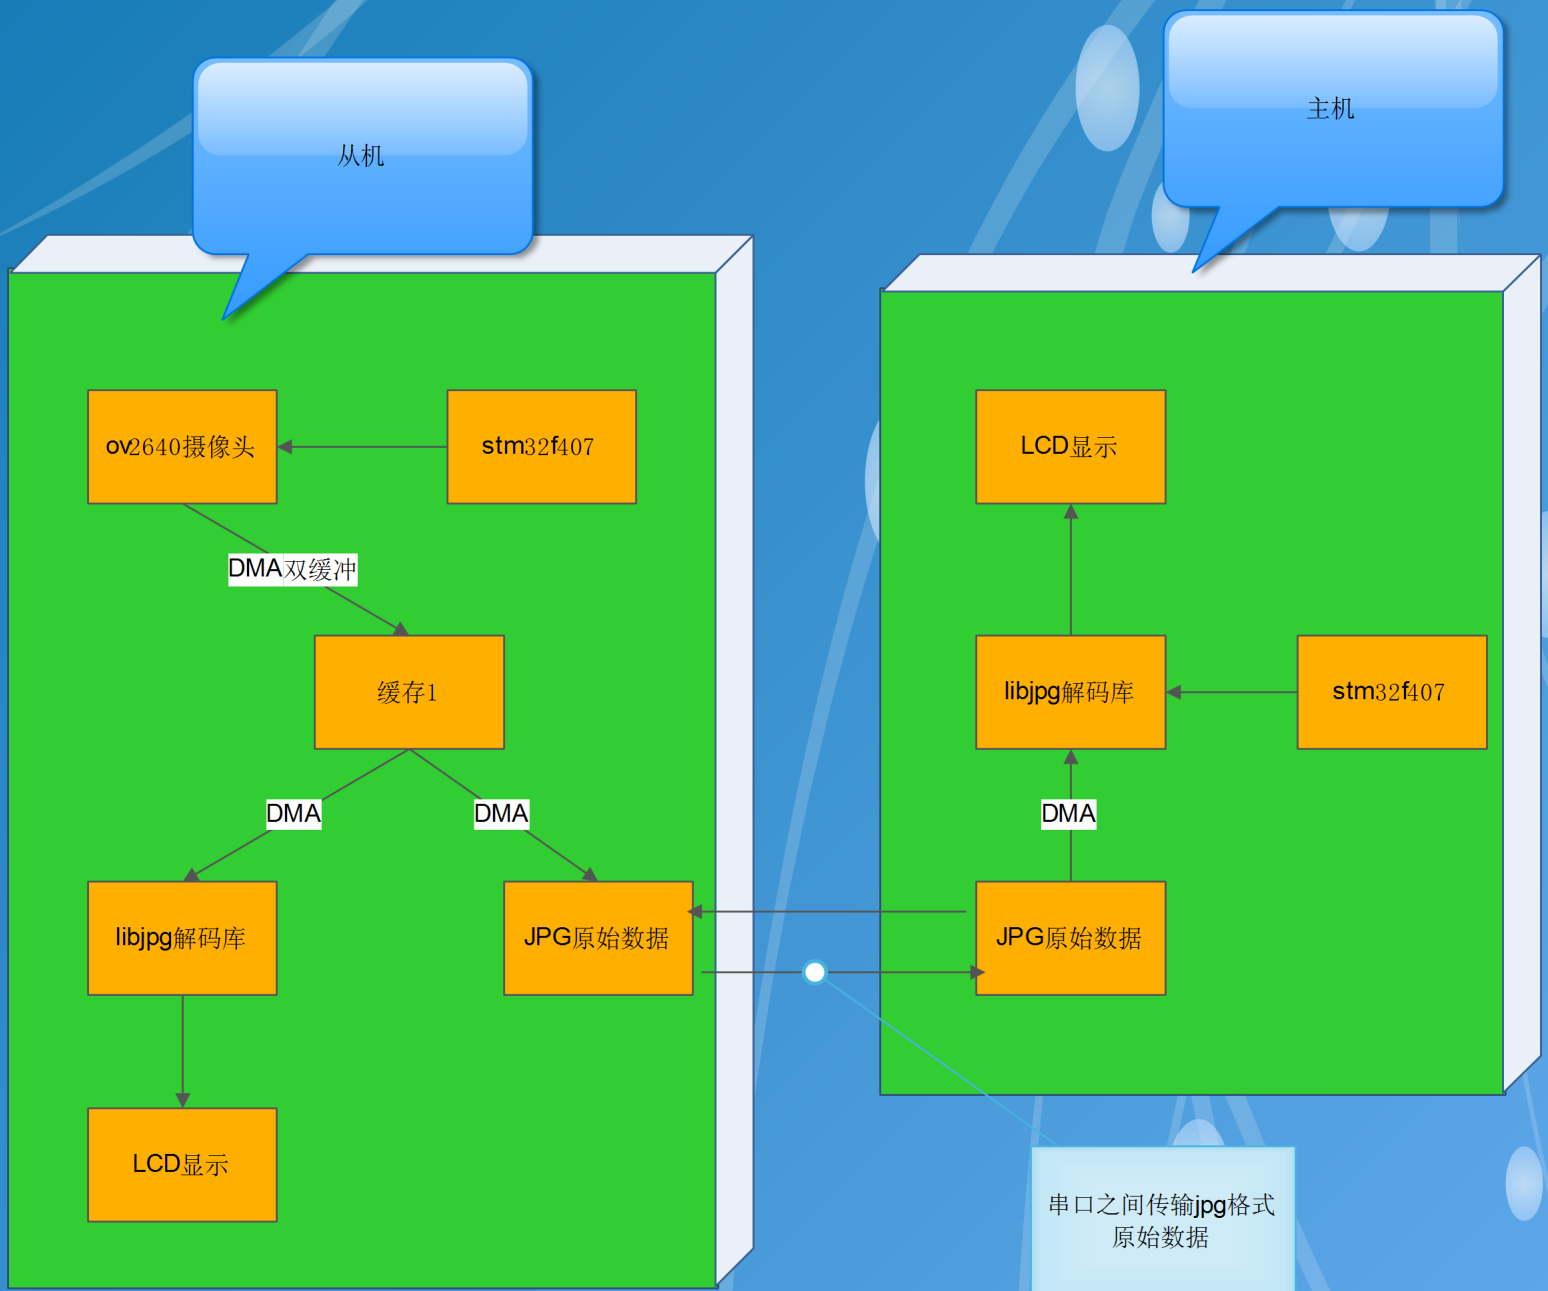 从机
主机
ov2640摄像头
stm32f407
DMA双缓冲
缓存1
DMA
DMA
libjpg解码库
JPG原始数据
LCD显示
LCD显示
libjpg解码库
stm32f407
DMA
JPG原始数据
串口之间传输jpg格式
原始数据